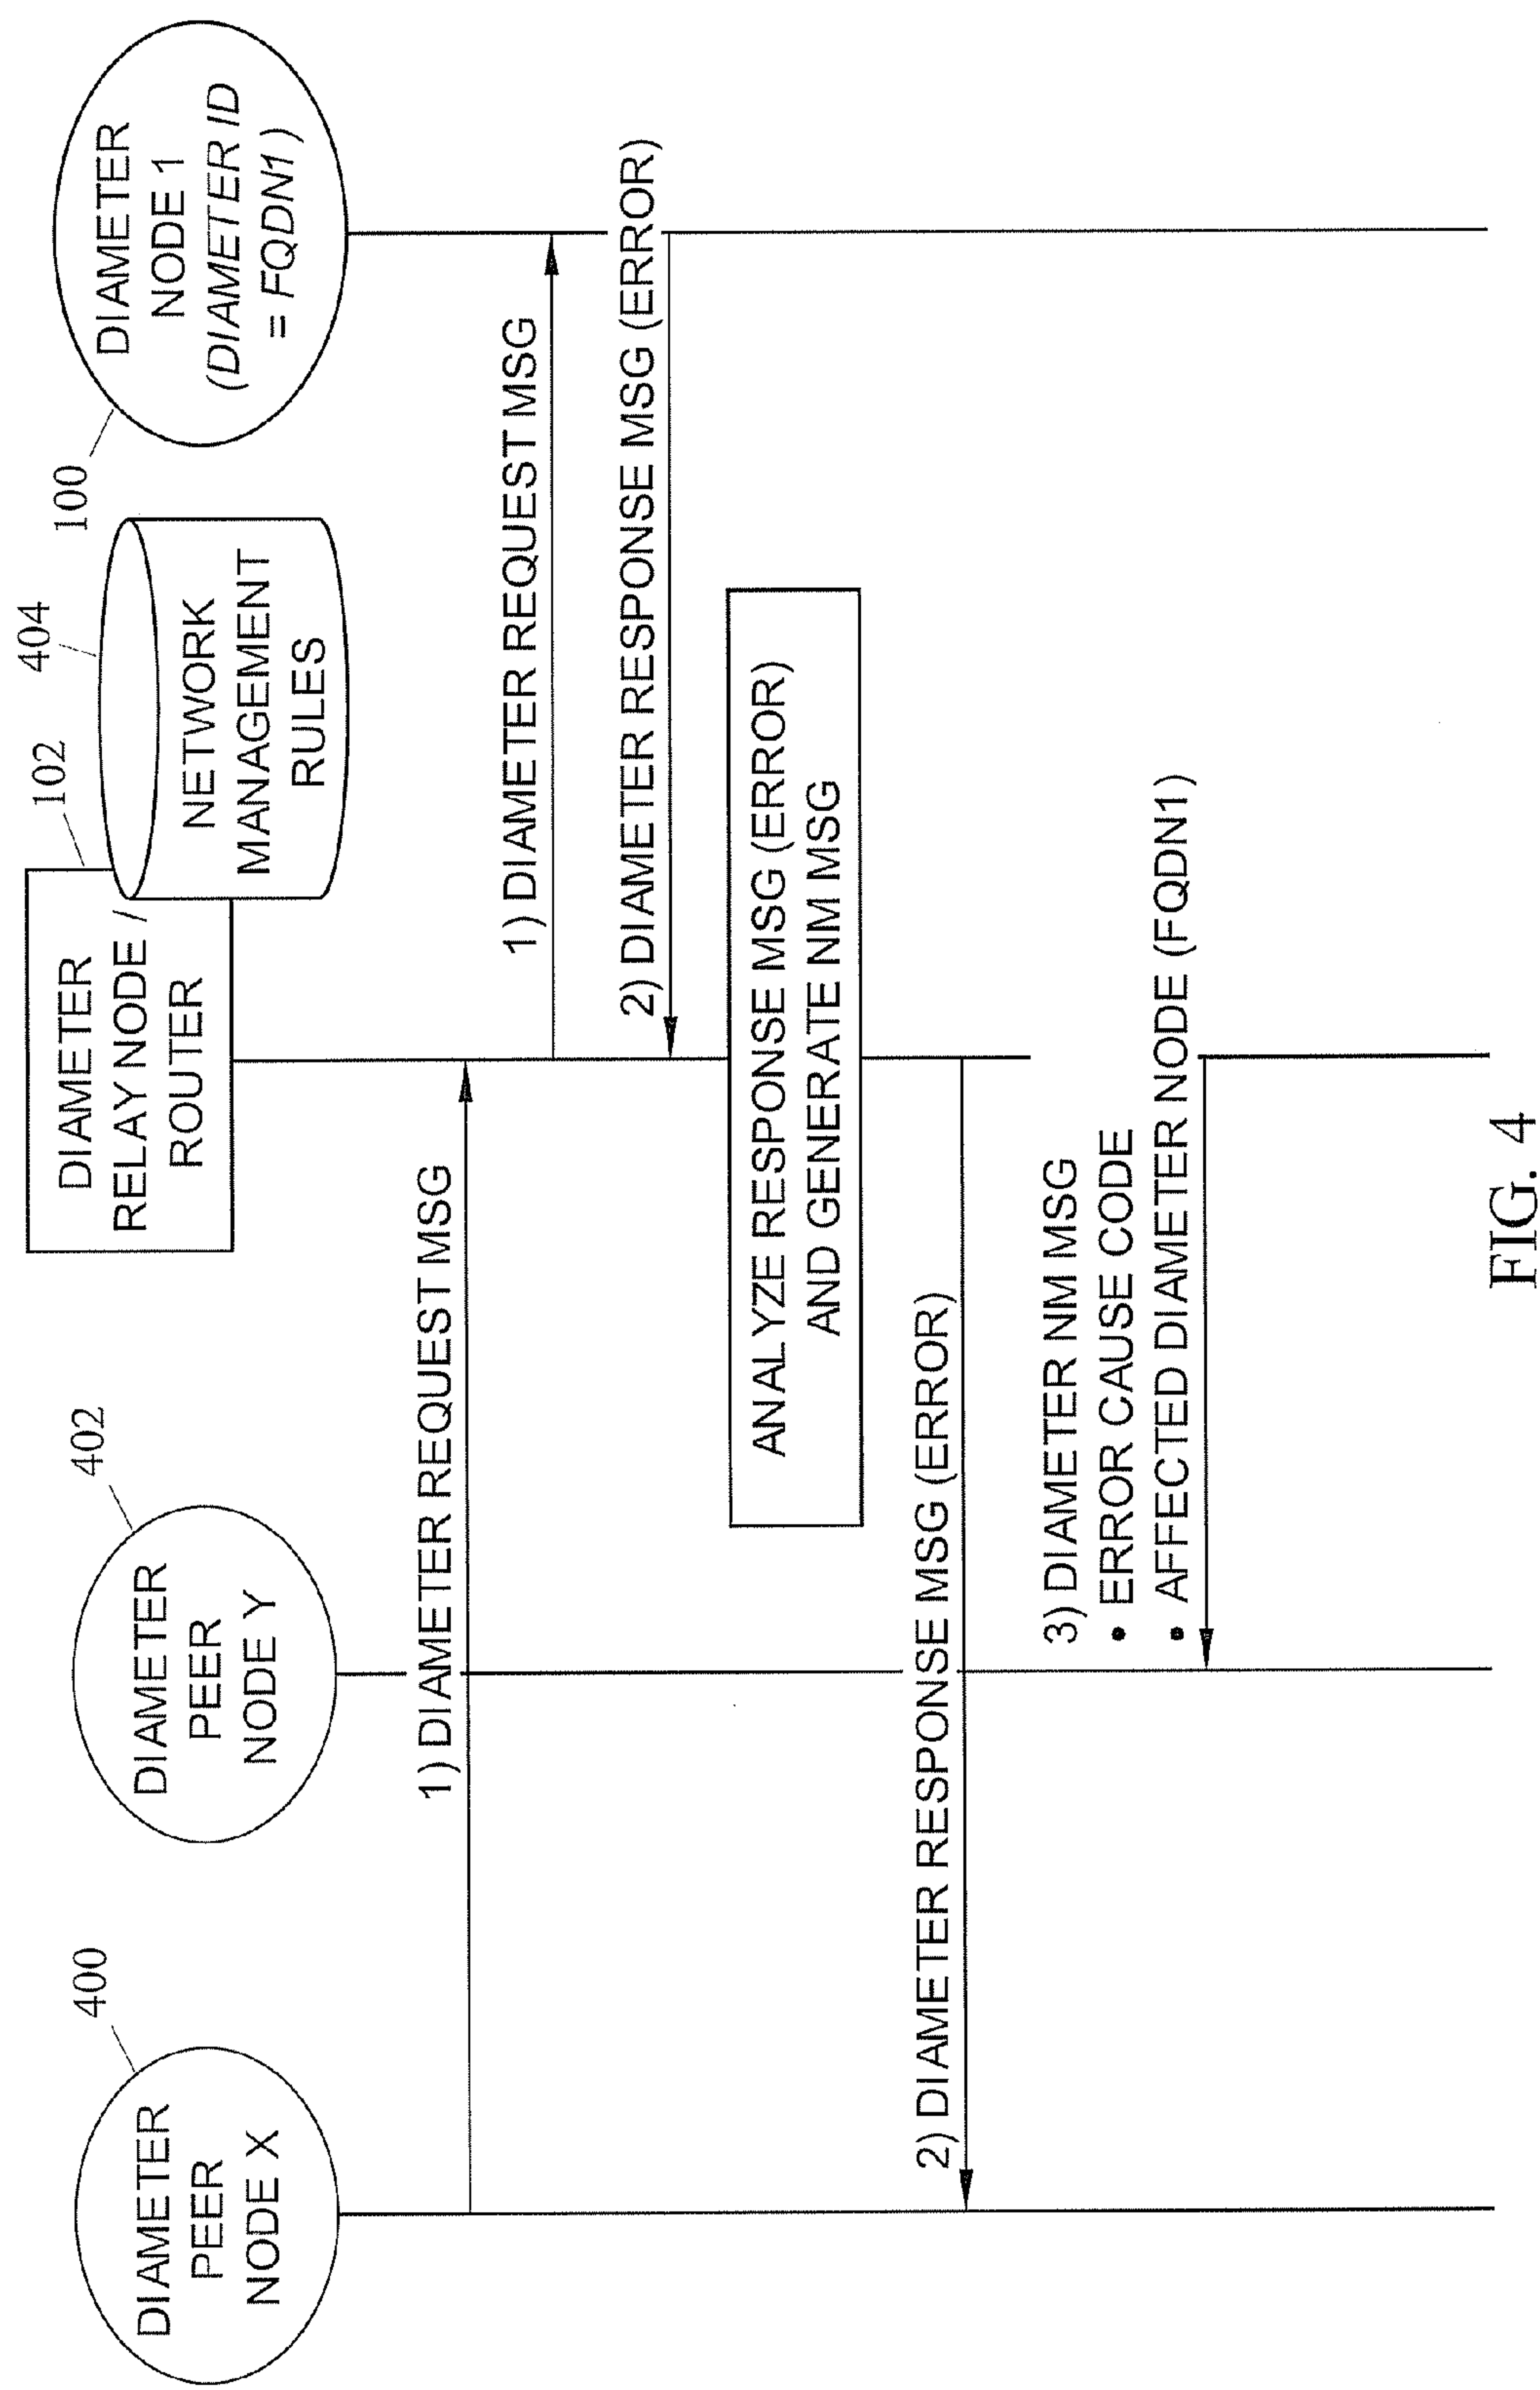 400
DIAMETER
PEER
NODE X
402
DIAMETER
PEER
NODE Y
102
DIAMETER
RELAY NODE /
ROUTER
404
NETWORK
MANAGEMENT
RULES
100
DIAMETER
NODE 1
(DIAMETER ID
= FQDN1)
1) DIAMETER REQUEST MSG
1) DIAMETER REQUEST MSG
2) DIAMETER RESPONSE MSG (ERROR)
ANALYZE RESPONSE MSG (ERROR)
AND GENERATE NM MSG
2) DIAMETER RESPONSE MSG (ERROR)
3) DIAMETER NM MSG
• ERROR CAUSE CODE
• AFFECTED DIAMETER NODE (FQDN1)
FIG. 4